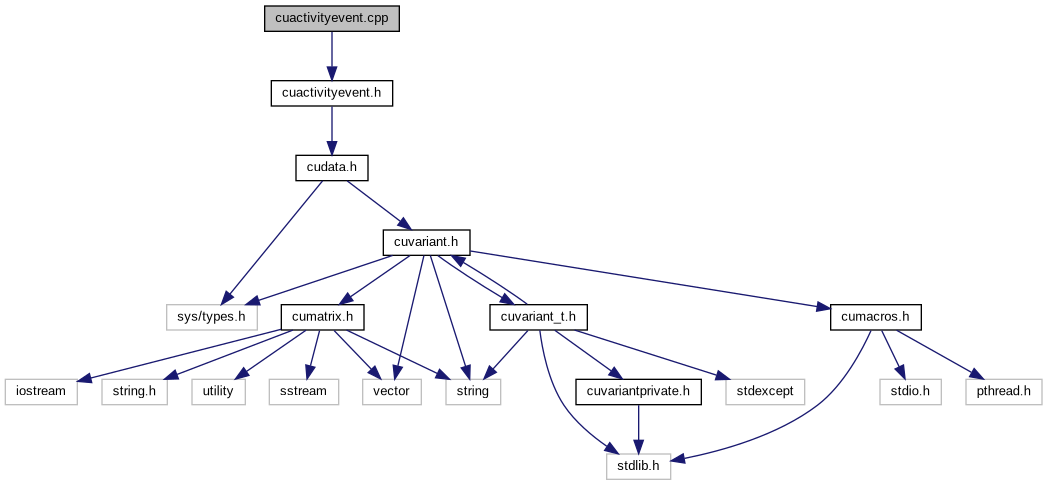 cuactivityevent.cpp
cuactivityevent.h
cudata.h
cuvariant.h
sys/types.h
cumatrix.h
cuvariant_t.h
cumacros.h
iostream
string.h
utility
sstream
vector
string
cuvariantprivate.h
stdexcept
stdio.h
pthread.h
stdlib.h